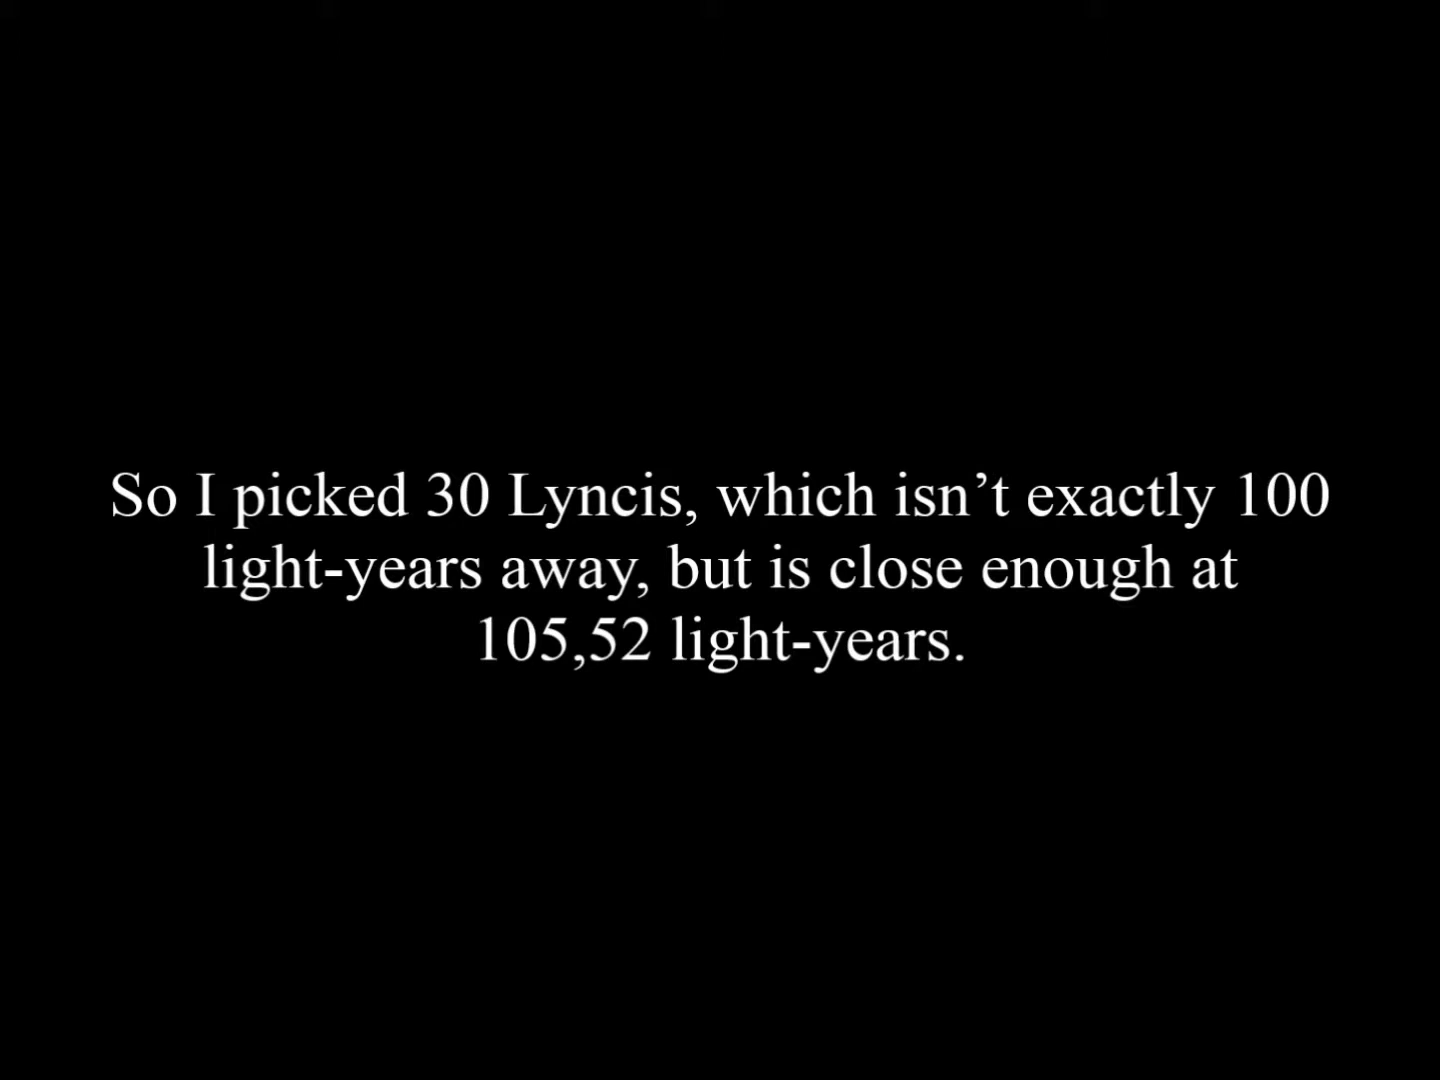 So I picked 30 Lyncis, which isn’t exactly 100
light-years away, but is close enough at
105,52 light-years.